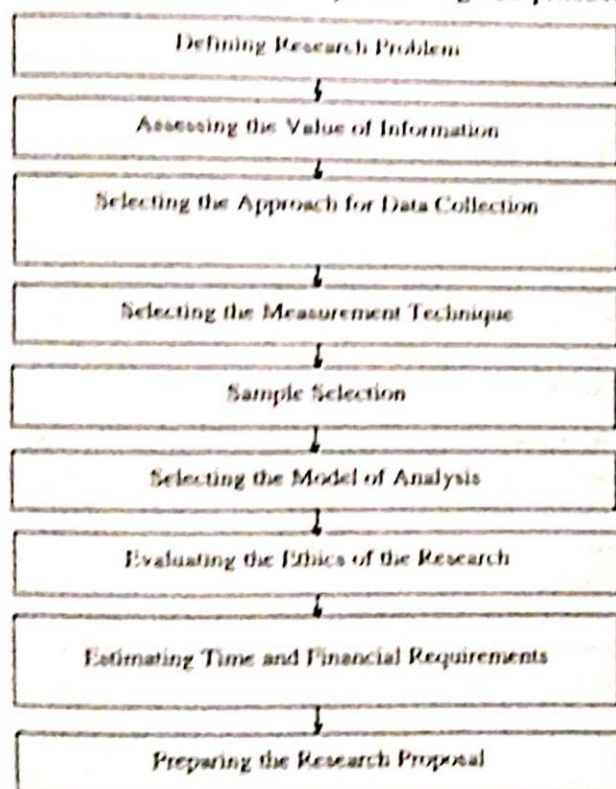 Defining Research Problem
Assessing the Value of Information
Selecting the Approach for Data Collection
Selecting the Measurement Technique
Sample Selection
Selecting the Model of Analysis
Evaluating the Ethics of the Research
Estimating Time and Financial Requirements
Preparing the Research Proposal